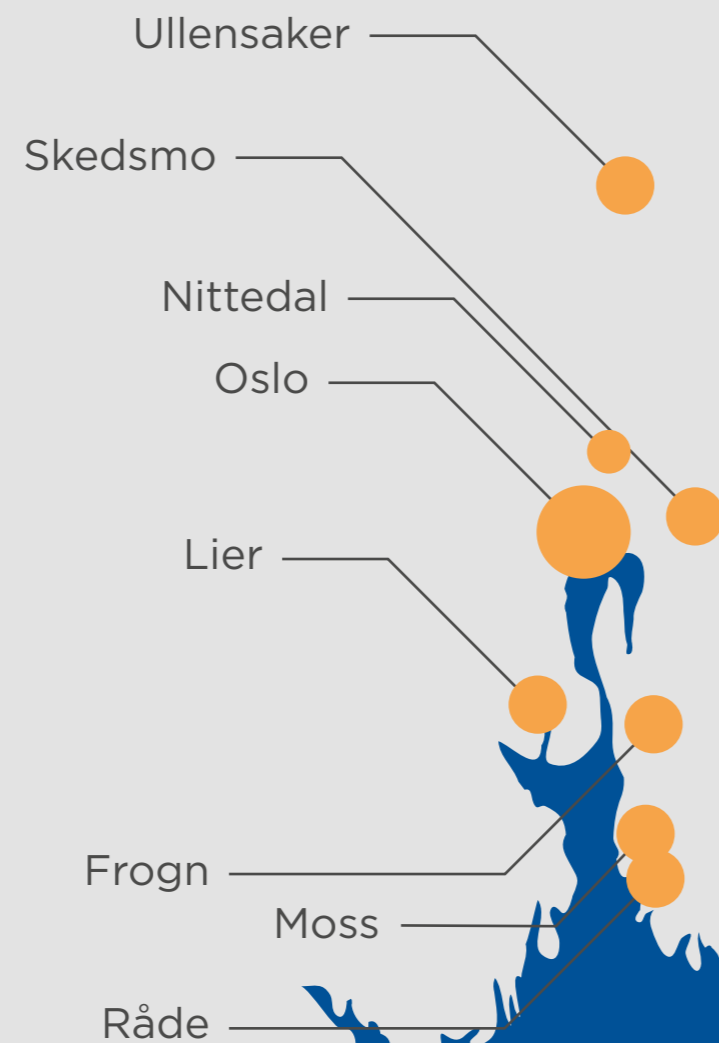 Ullensaker
Skedsmo
Nittedal
Oslo
Lier
Frogn
Moss
Råde